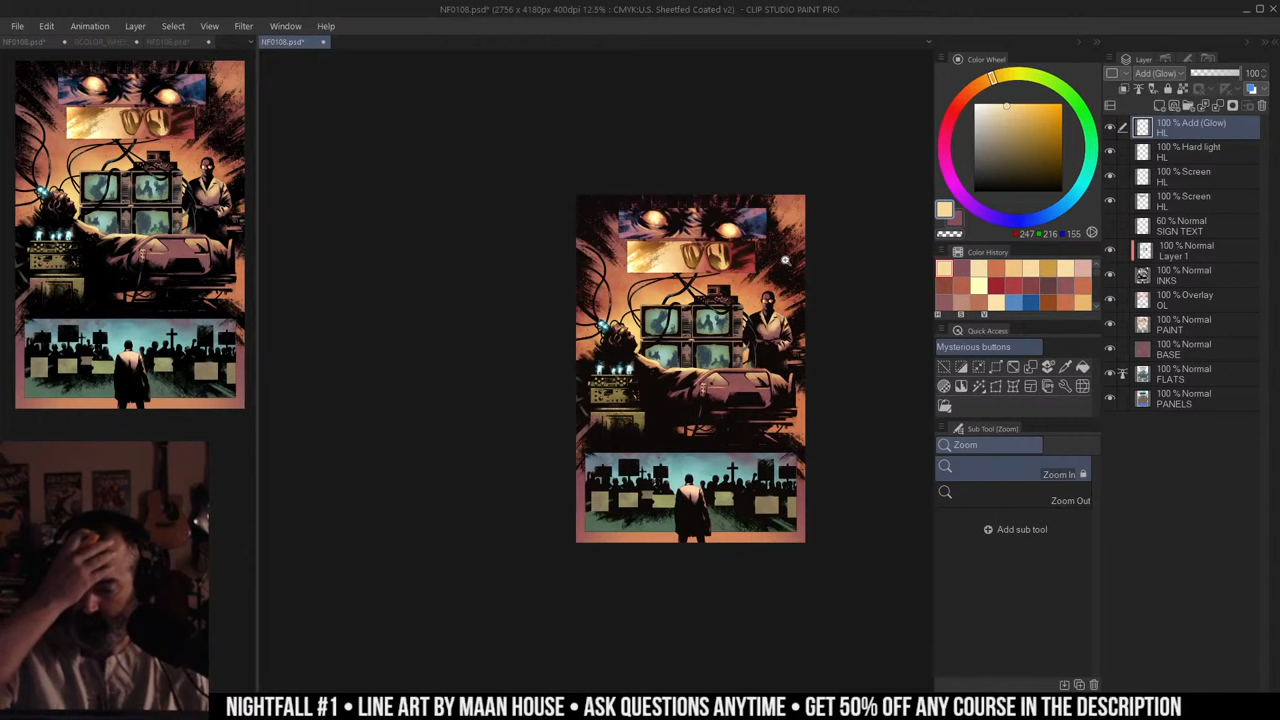 NF0108.psd* (2756 x 4180px 400dpi 12.5% : CMYK:U.S. Sheetfed Coated v2) - CLIP STUDIO PAINT PRO
File Edit Animation Layer Select View Filter Window Help
NF0108.psd* NF0108.psd*
Color Wheel
Layer
Add (Glow) 100
100 % Add (Glow)
HL
100 % Hard light
HL
100 % Screen
HL
100 % Screen
HL
60 % Normal
SIGN TEXT
100 % Normal
Layer 1
100 % Normal
INKS
100 % Overlay
OL
100 % Normal
PAINT
100 % Normal
BASE
100 % Normal
FLATS
100 % Normal
PANELS
247 216 155
Color History
H S V
Quick Access
Mysterious buttons
Sub Tool [Zoom]
Zoom
Zoom In
Zoom Out
Add sub tool
NIGHTFALL #1 • LINE ART BY MAAN HOUSE • ASK QUESTIONS ANYTIME • GET 50% OFF ANY COURSE IN THE DESCRIPTION